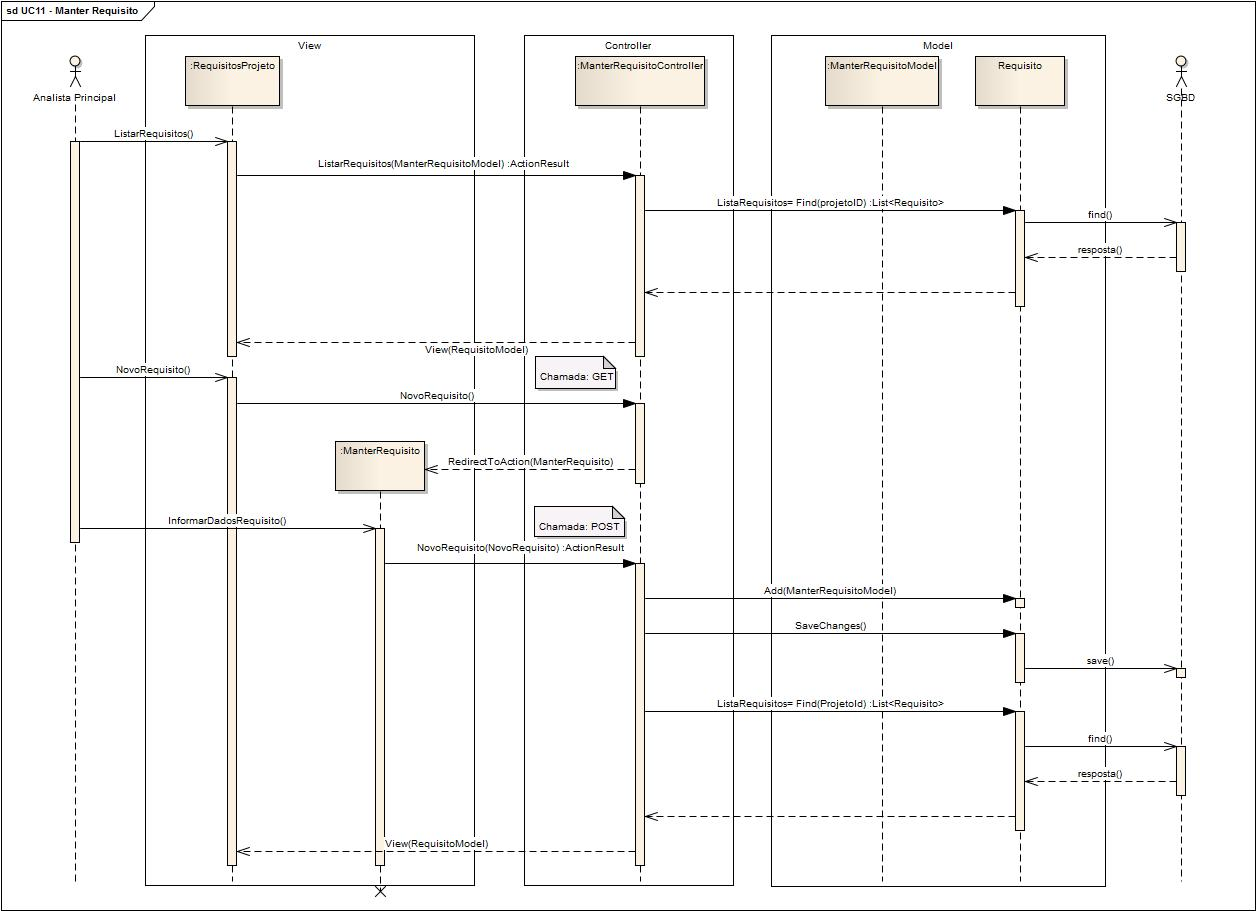 sd UC11 - Manter Requisito
View
Controller
Model
:RequisitosProjeto
:ManterRequisitoController
:ManterRequisitoModel
Requisito
Analista Principal
SGBD
ListarRequisitos()
ListarRequisitos(ManterRequisitoModel) :ActionResult
ListaRequisitos= Find(projetoID) :List<Requisito>
find()
resposta()
View(RequisitoModel)
NovoRequisito()
Chamada: GET
NovoRequisito()
:ManterRequisito
RedirectToAction(ManterRequisito)
InformarDadosRequisito()
Chamada: POST
NovoRequisito(NovoRequisito) :ActionResult
Add(ManterRequisitoModel)
SaveChanges()
save()
ListaRequisitos= Find(ProjetoId) :List<Requisito>
find()
resposta()
View(RequisitoModel)